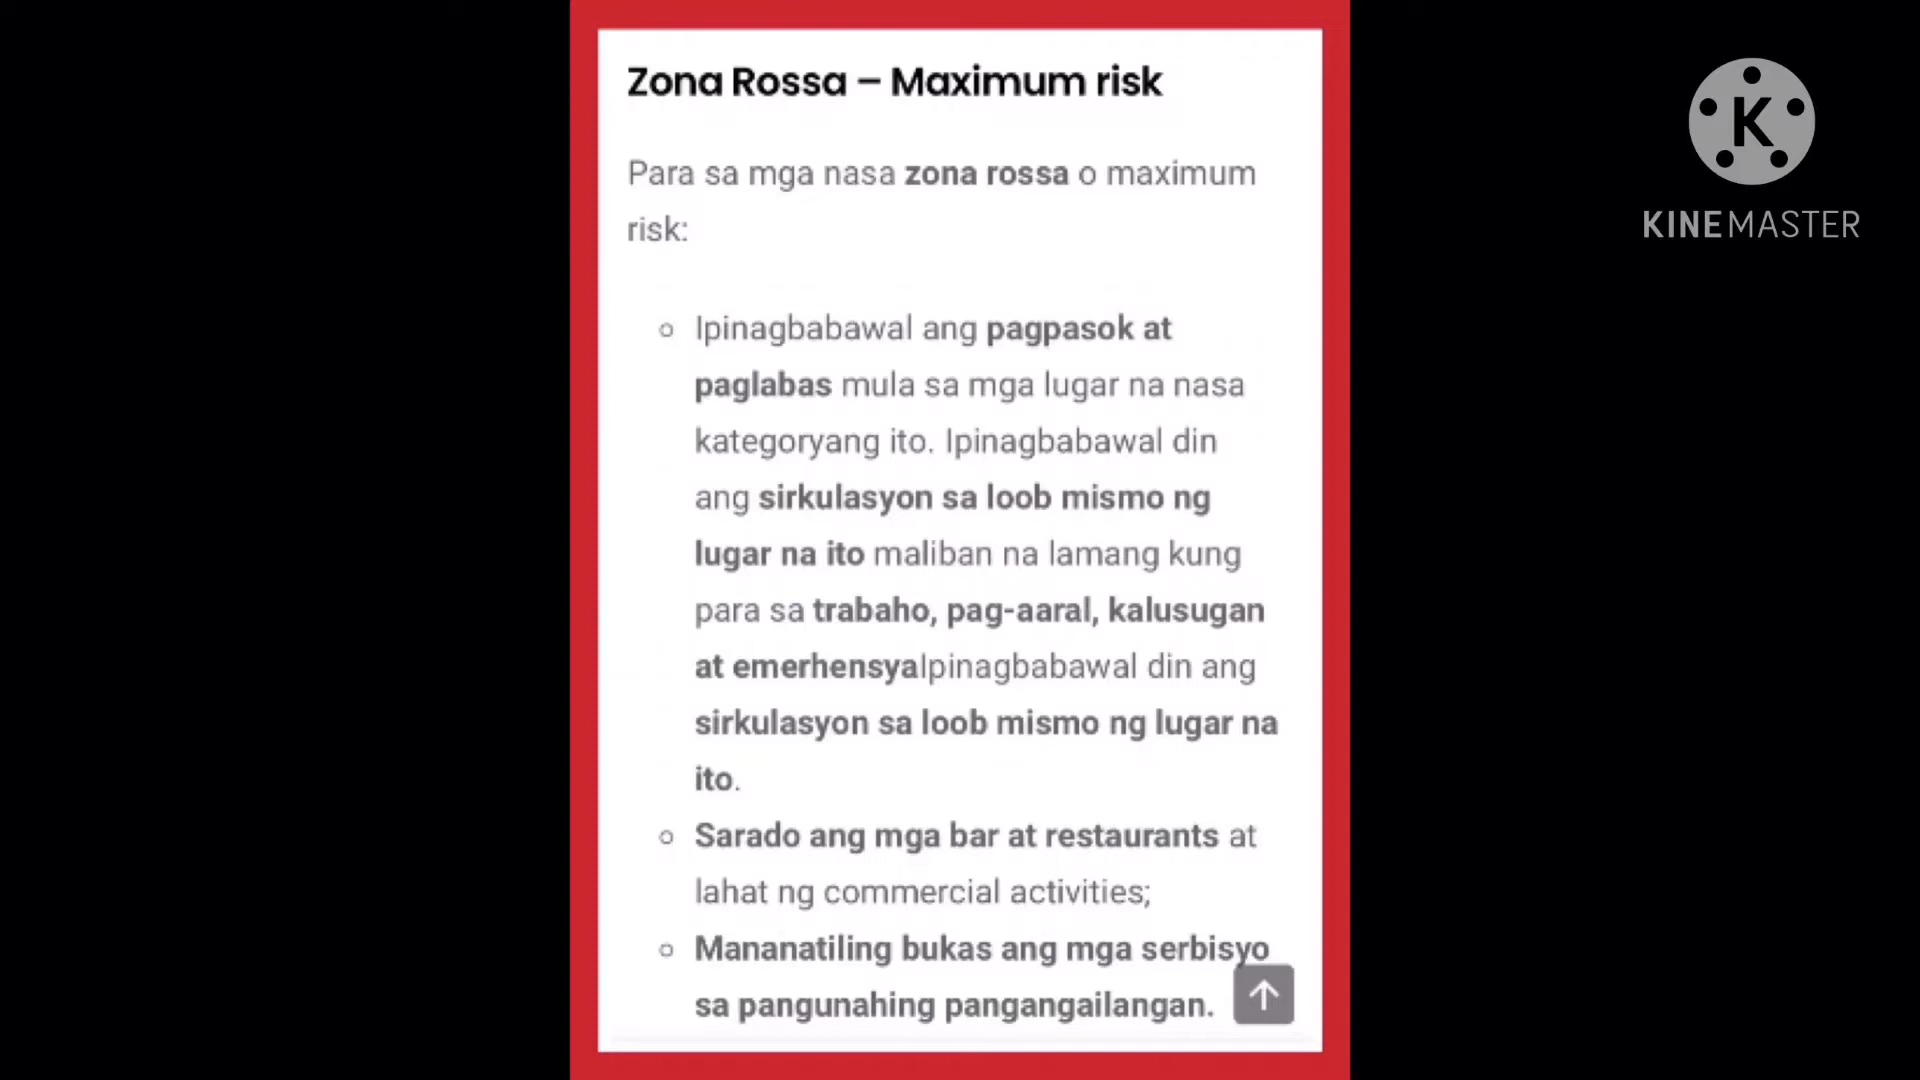 Zona Rossa – Maximum risk
Para sa mga nasa zona rossa o maximum
risk:
Ipinagbabawal ang pagpasok at
paglabas mula sa mga lugar na nasa
kategoryang ito. Ipinagbabawal din
ang sirkulasyon sa loob mismo ng
lugar na ito maliban na lamang kung
para sa trabaho, pag-aaral, kalusugan
at emerhensyaIpinagbabawal din ang
sirkulasyon sa loob mismo ng lugar na
ito.
Sarado ang mga bar at restaurants at
lahat ng commercial activities;
Mananatiling bukas ang mga serbisyo
sa pangunahing pangangailangan.
K
KINEMASTER